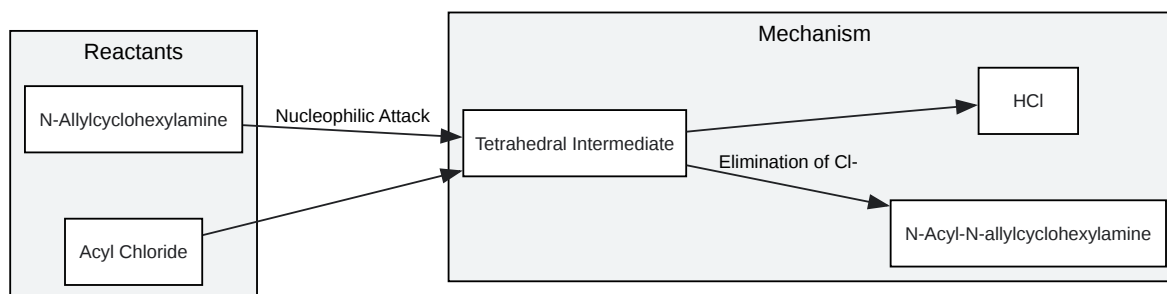 Reactants
Mechanism
N-Allylcyclohexylamine
Nucleophilic Attack
Tetrahedral Intermediate
HCl
Elimination of Cl-
Acyl Chloride
N-Acyl-N-allylcyclohexylamine